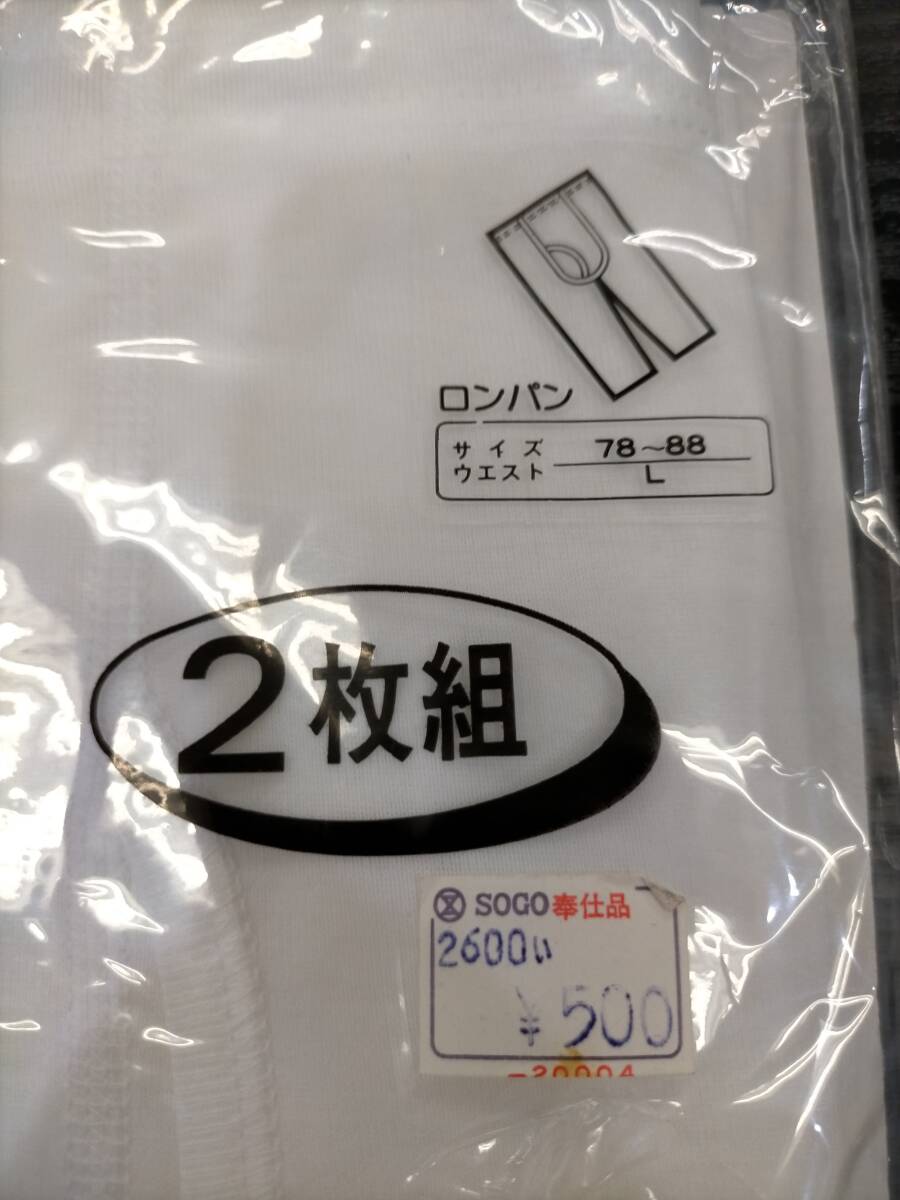 ロンパン
サイズ 78～88
ウエスト L
2枚組
SOGO奉仕品
2600い
¥500
-20004